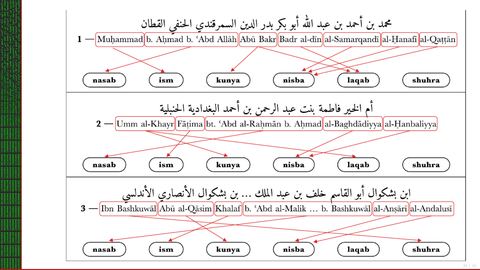 محمد بن أحمد بن عبد الله أبو بكر بدر الدين السمرقندي الحنفي القطان
1 — Muḥammad b. Aḥmad b. ʿAbd Allāh Abū Bakr Badr al-dīn al-Samarqandī al-Ḥanafī al-Qaṭṭān
nasab ism kunya nisba laqab shuhra
أم الخير فاطمة بنت عبد الرحمن بن أحمد البغدادية الحنبلية
2 — Umm al-Khayr Fāṭima bt. ʿAbd al-Raḥmān b. Aḥmad al-Baghdādiyya al-Ḥanbaliyya
nasab ism kunya nisba laqab shuhra
ابن بشكوال أبو القاسم خلف بن عبد الملك ... بن بشكوال الأنصاري الأندلسي
3 — Ibn Bashkuwāl Abū al-Qāsim Khalaf b. ʿAbd al-Malik ... b. Bashkuwāl al-Anṣārī al-Andalusī
nasab ism kunya nisba laqab shuhra